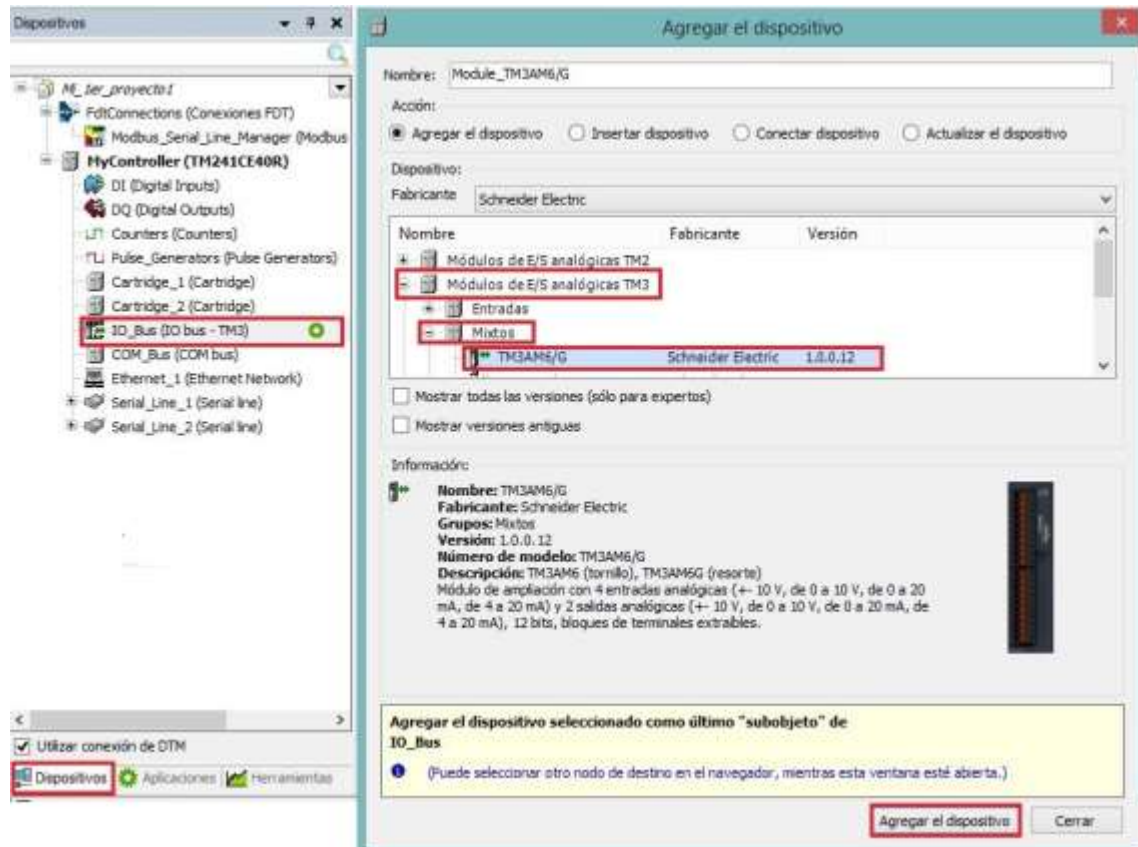 Dispositivos
Mi_1er_proyecto1
FdtConnections (Conexiones FDT)
Modbus_Serial_Line_Manager (Modbus
MyController (TM241CE40R)
DI (Digital Inputs)
DQ (Digital Outputs)
Counters (Counters)
Pulse_Generators (Pulse Generators)
Cartridge_1 (Cartridge)
Cartridge_2 (Cartridge)
IO_Bus (IO bus - TM3)
COM_Bus (COM bus)
Ethernet_1 (Ethernet Network)
Serial_Line_1 (Serial line)
Serial_Line_2 (Serial line)
Utilizar conexión de DTM
Dispositivos Aplicaciones Herramientas
Agregar el dispositivo
Nombre: Module_TM3AM6/G
Acción:
Agregar el dispositivo Insertar dispositivo Conectar dispositivo Actualizar el dispositivo
Dispositivo:
Fabricante Schneider Electric
Nombre Fabricante Versión
Módulos de E/S analógicas TM2
Módulos de E/S analógicas TM3
Entradas
Mixtos
TM3AM6/G Schneider Electric 1.0.0.12
Mostrar todas las versiones (sólo para expertos)
Mostrar versiones antiguas
Información:
Nombre: TM3AM6/G
Fabricante: Schneider Electric
Grupos: Mixtos
Versión: 1.0.0.12
Número de modelo: TM3AM6/G
Descripción: TM3AM6 (tornillo), TM3AM6G (resorte)
Módulo de ampliación con 4 entradas analógicas (+- 10 V, de 0 a 10 V, de 0 a 20
mA, de 4 a 20 mA) y 2 salidas analógicas (+- 10 V, de 0 a 10 V, de 0 a 20 mA, de
4 a 20 mA), 12 bits, bloques de terminales extraíbles.
Agregar el dispositivo seleccionado como último "subobjeto" de
IO_Bus
(Puede seleccionar otro nodo de destino en el navegador, mientras esta ventana esté abierta.)
Agregar el dispositivo Cerrar